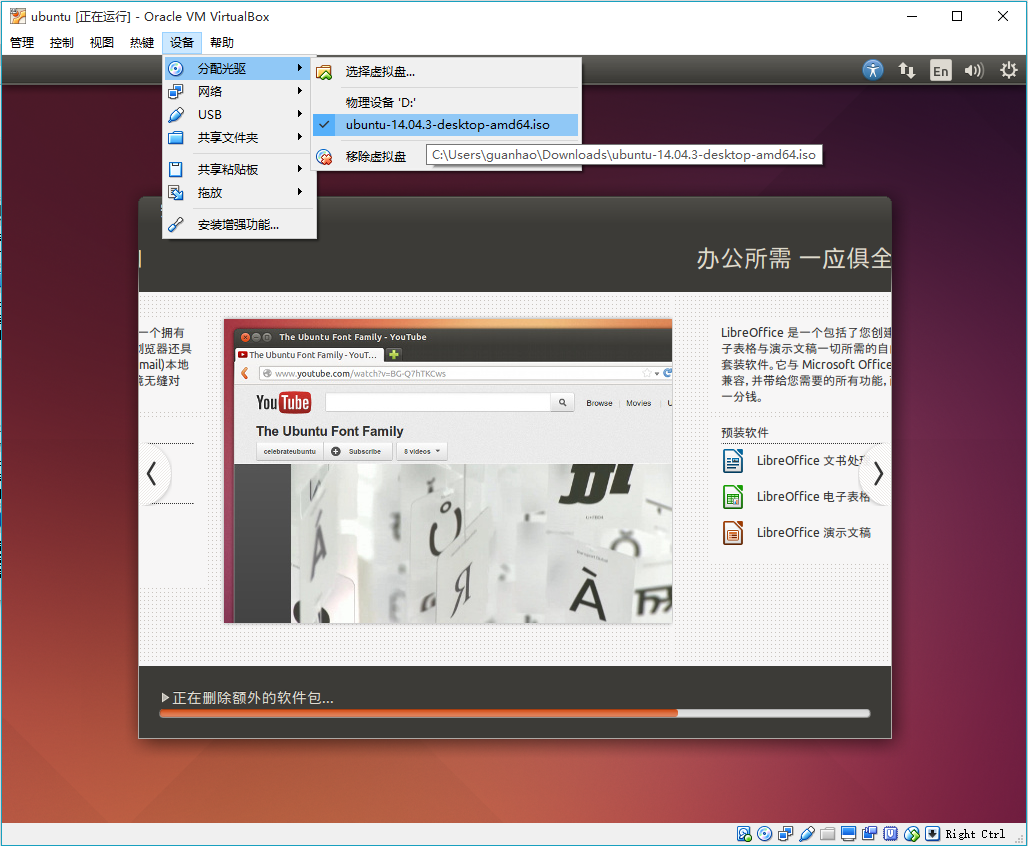 ubuntu [正在运行] - Oracle VM VirtualBox
管理 控制 视图 热键 设备 帮助
En
分配光驱
网络
USB
共享文件夹
共享粘贴板
拖放
安装增强功能...
选择虚拟盘...
物理设备 'D:'
ubuntu-14.04.3-desktop-amd64.iso
移除虚拟盘
C:\Users\guanhao\Downloads\ubuntu-14.04.3-desktop-amd64.iso
办公所需 一应俱全
一个拥有
浏览器还具
mail)本地
无缝对
The Ubuntu Font Family - YouTube
The Ubuntu Font Family - YouT...
www.youtube.com/watch?v=BG-Q7hTKCws
YouTube
Browse Movies U
The Ubuntu Font Family
celebrateubuntu Subscribe 8 videos
LibreOffice 是一个包括了您创建
子表格与演示文稿一切所需的自
套装软件。它与 Microsoft Office
兼容，并带给您需要的所有功能，
一分钱。
预装软件
LibreOffice 文书处理
LibreOffice 电子表格
LibreOffice 演示文稿
正在删除额外的软件包...
Right Ctrl